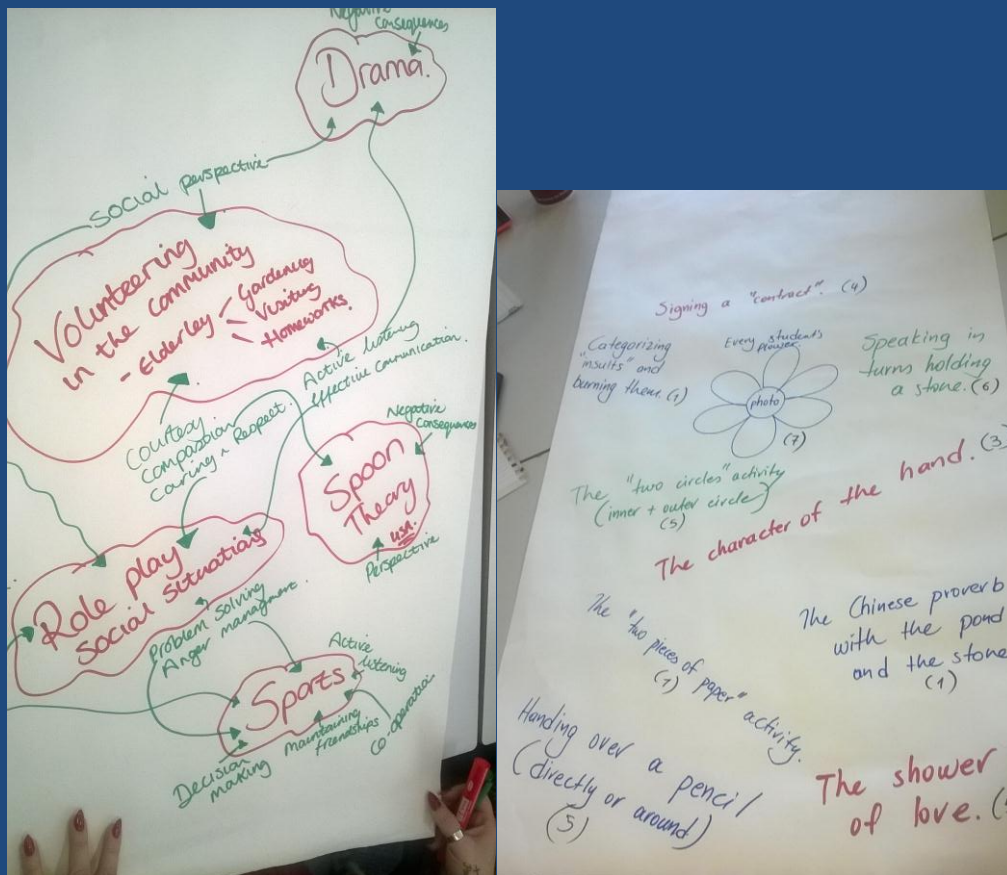 Negative
consequences
Drama.
Social perspective
Volunteering
in the community
- Elderley
Gardening
Visiting
Homeworks.
Active listening
effective communication.
Courtesy
compassion
caring ~ Respect.
Negative
consequences
Spoon
Theory
USA.
Perspective
Role play
social situations
Problem solving
Anger managment
Active
listening
Sports
Decision
making
maintaining
friendships
co-operation
Signing a "contract". (4)
"Categorizing
"insults" and
burning them. (1)
Every student's
power
photo
(7)
Speaking in
turns holding
a stone. (6)
The "two circles" activity
(inner + outer circle)
(5)
The character of the hand. (3
The "two pieces of paper" activity.
(1)
The Chinese proverb
with the pond
and the stone
(1)
Handing over a pencil
(directly or around)
(5)
The shower
of love. (